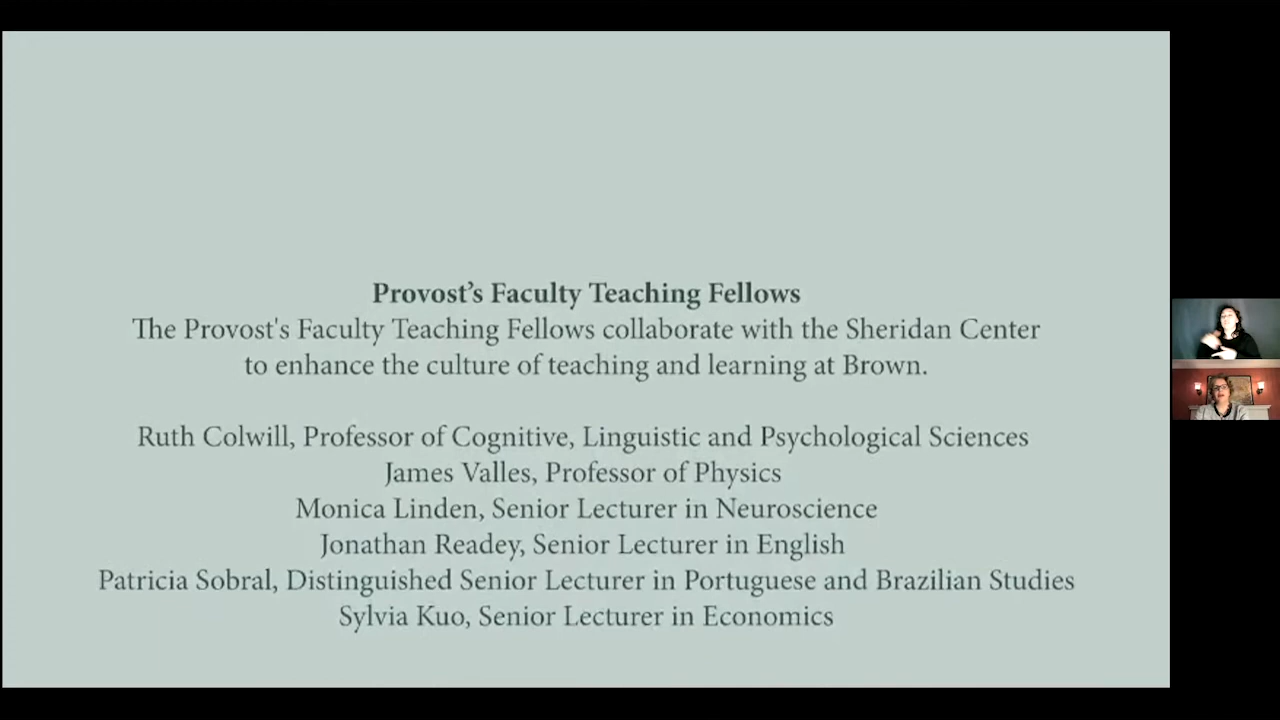 Provost’s Faculty Teaching Fellows
The Provost's Faculty Teaching Fellows collaborate with the Sheridan Center
to enhance the culture of teaching and learning at Brown.
Ruth Colwill, Professor of Cognitive, Linguistic and Psychological Sciences
James Valles, Professor of Physics
Monica Linden, Senior Lecturer in Neuroscience
Jonathan Readey, Senior Lecturer in English
Patricia Sobral, Distinguished Senior Lecturer in Portuguese and Brazilian Studies
Sylvia Kuo, Senior Lecturer in Economics